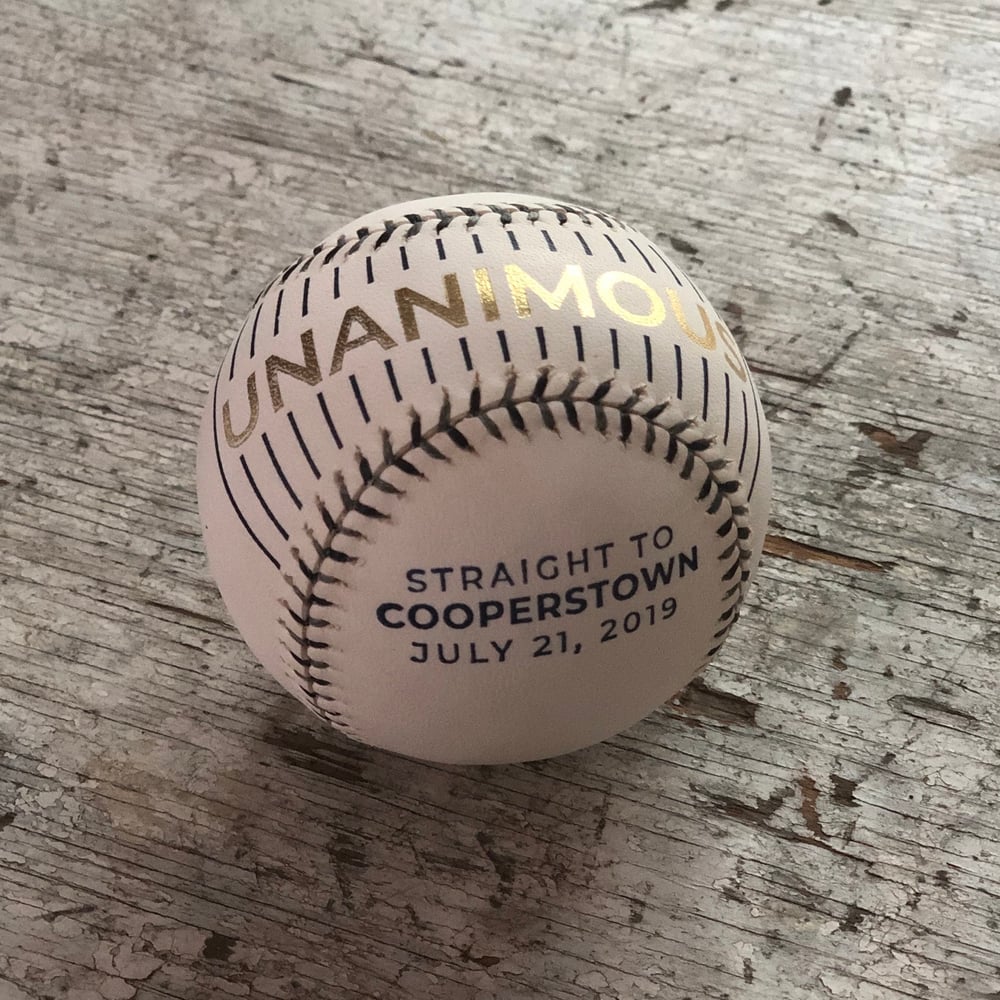 UNANIMOUS
STRAIGHT TO
COOPERSTOWN
JULY 21, 2019